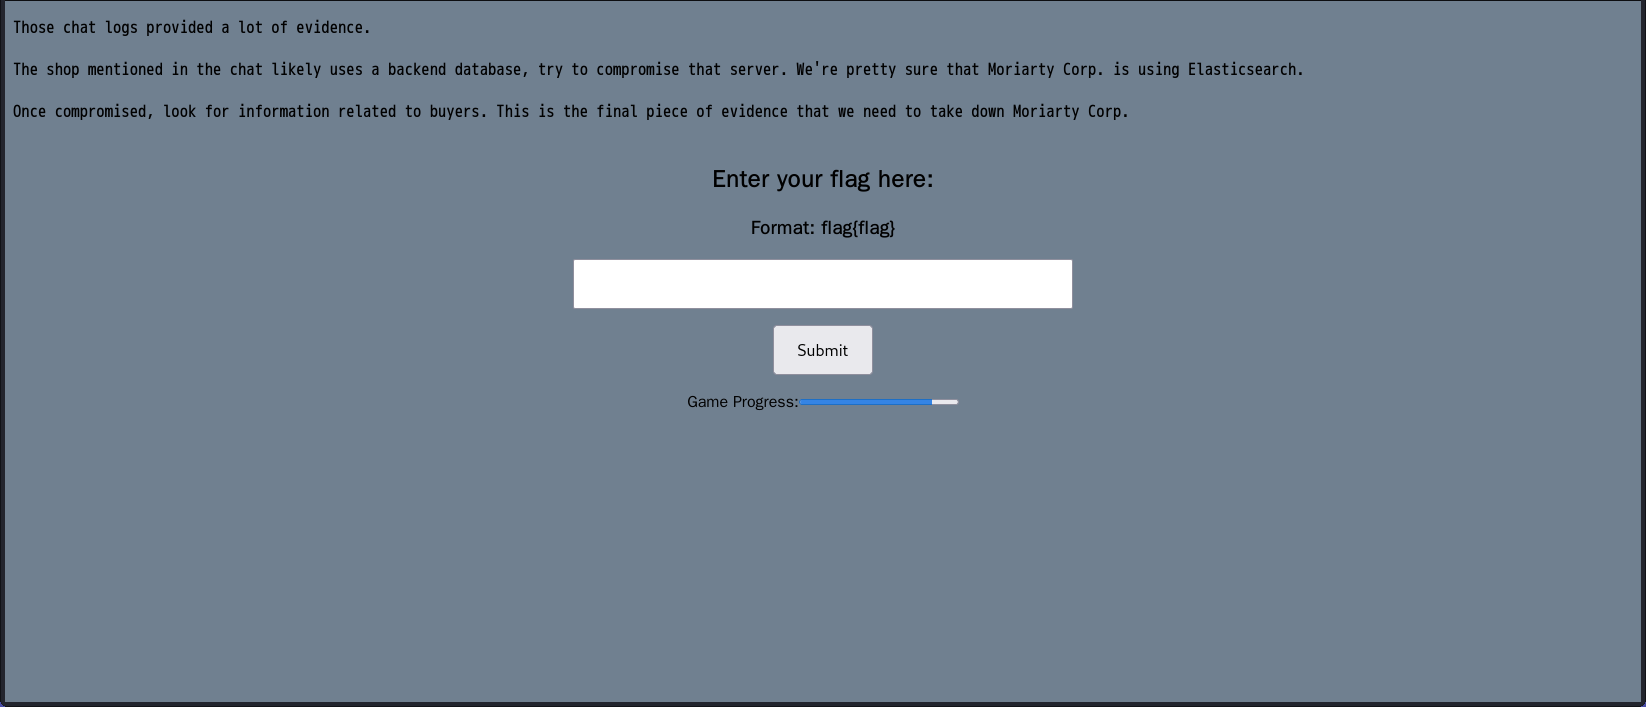 Those chat logs provided a lot of evidence.
The shop mentioned in the chat likely uses a backend database, try to compromise that server. We're pretty sure that Moriarty Corp. is using Elasticsearch.
Once compromised, look for information related to buyers. This is the final piece of evidence that we need to take down Moriarty Corp.
Enter your flag here:
Format: flag{flag}
Submit
Game Progress: